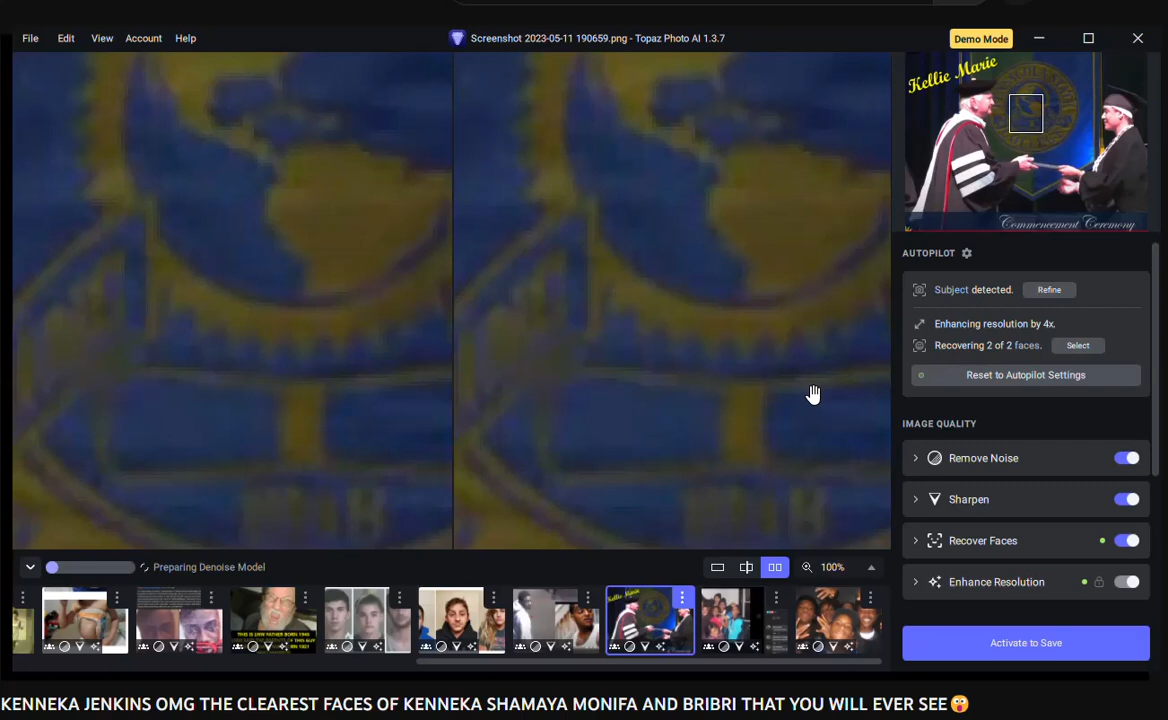 File Edit View Account Help
Screenshot 2023-05-11 190659.png - Topaz Photo AI 1.3.7
Demo Mode
Kellie Marie
Commencement Ceremony
AUTOPILOT
Subject detected. Refine
Enhancing resolution by 4x.
Recovering 2 of 2 faces. Select
Reset to Autopilot Settings
IMAGE QUALITY
Remove Noise
Sharpen
Recover Faces
Enhance Resolution
Preparing Denoise Model
100%
Kellie Marie
Activate to Save
KENNEKA JENKINS OMG THE CLEAREST FACES OF KENNEKA SHAMAYA MONIFA AND BRIBRI THAT YOU WILL EVER SEE😲